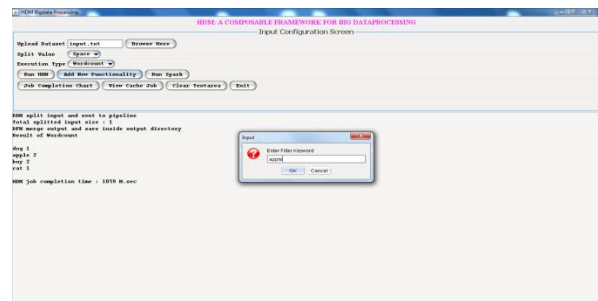 HDM Bigdata Processing
HDM: A COMPOSABLE FRAMEWORK FOR BIG DATAPROCESSING
Input Configuration Screen
Upload Dataset input.txt Browse Here
Split Value Space
Execution Type Wordcount
Run HDM Add New Functionality Run Spark
Job Completion Chart View Cache Job Clear Textarea Exit
HDM split input and sent to pipeline
Total splitted input size : 1
DFM merge output and save inside output directory
Result of Wordcount
dog 1
apple 2
boy 2
cat 1
HDM job completion time : 1059 M.sec
Input
Enter Filter Keyword
apple
OK Cancel